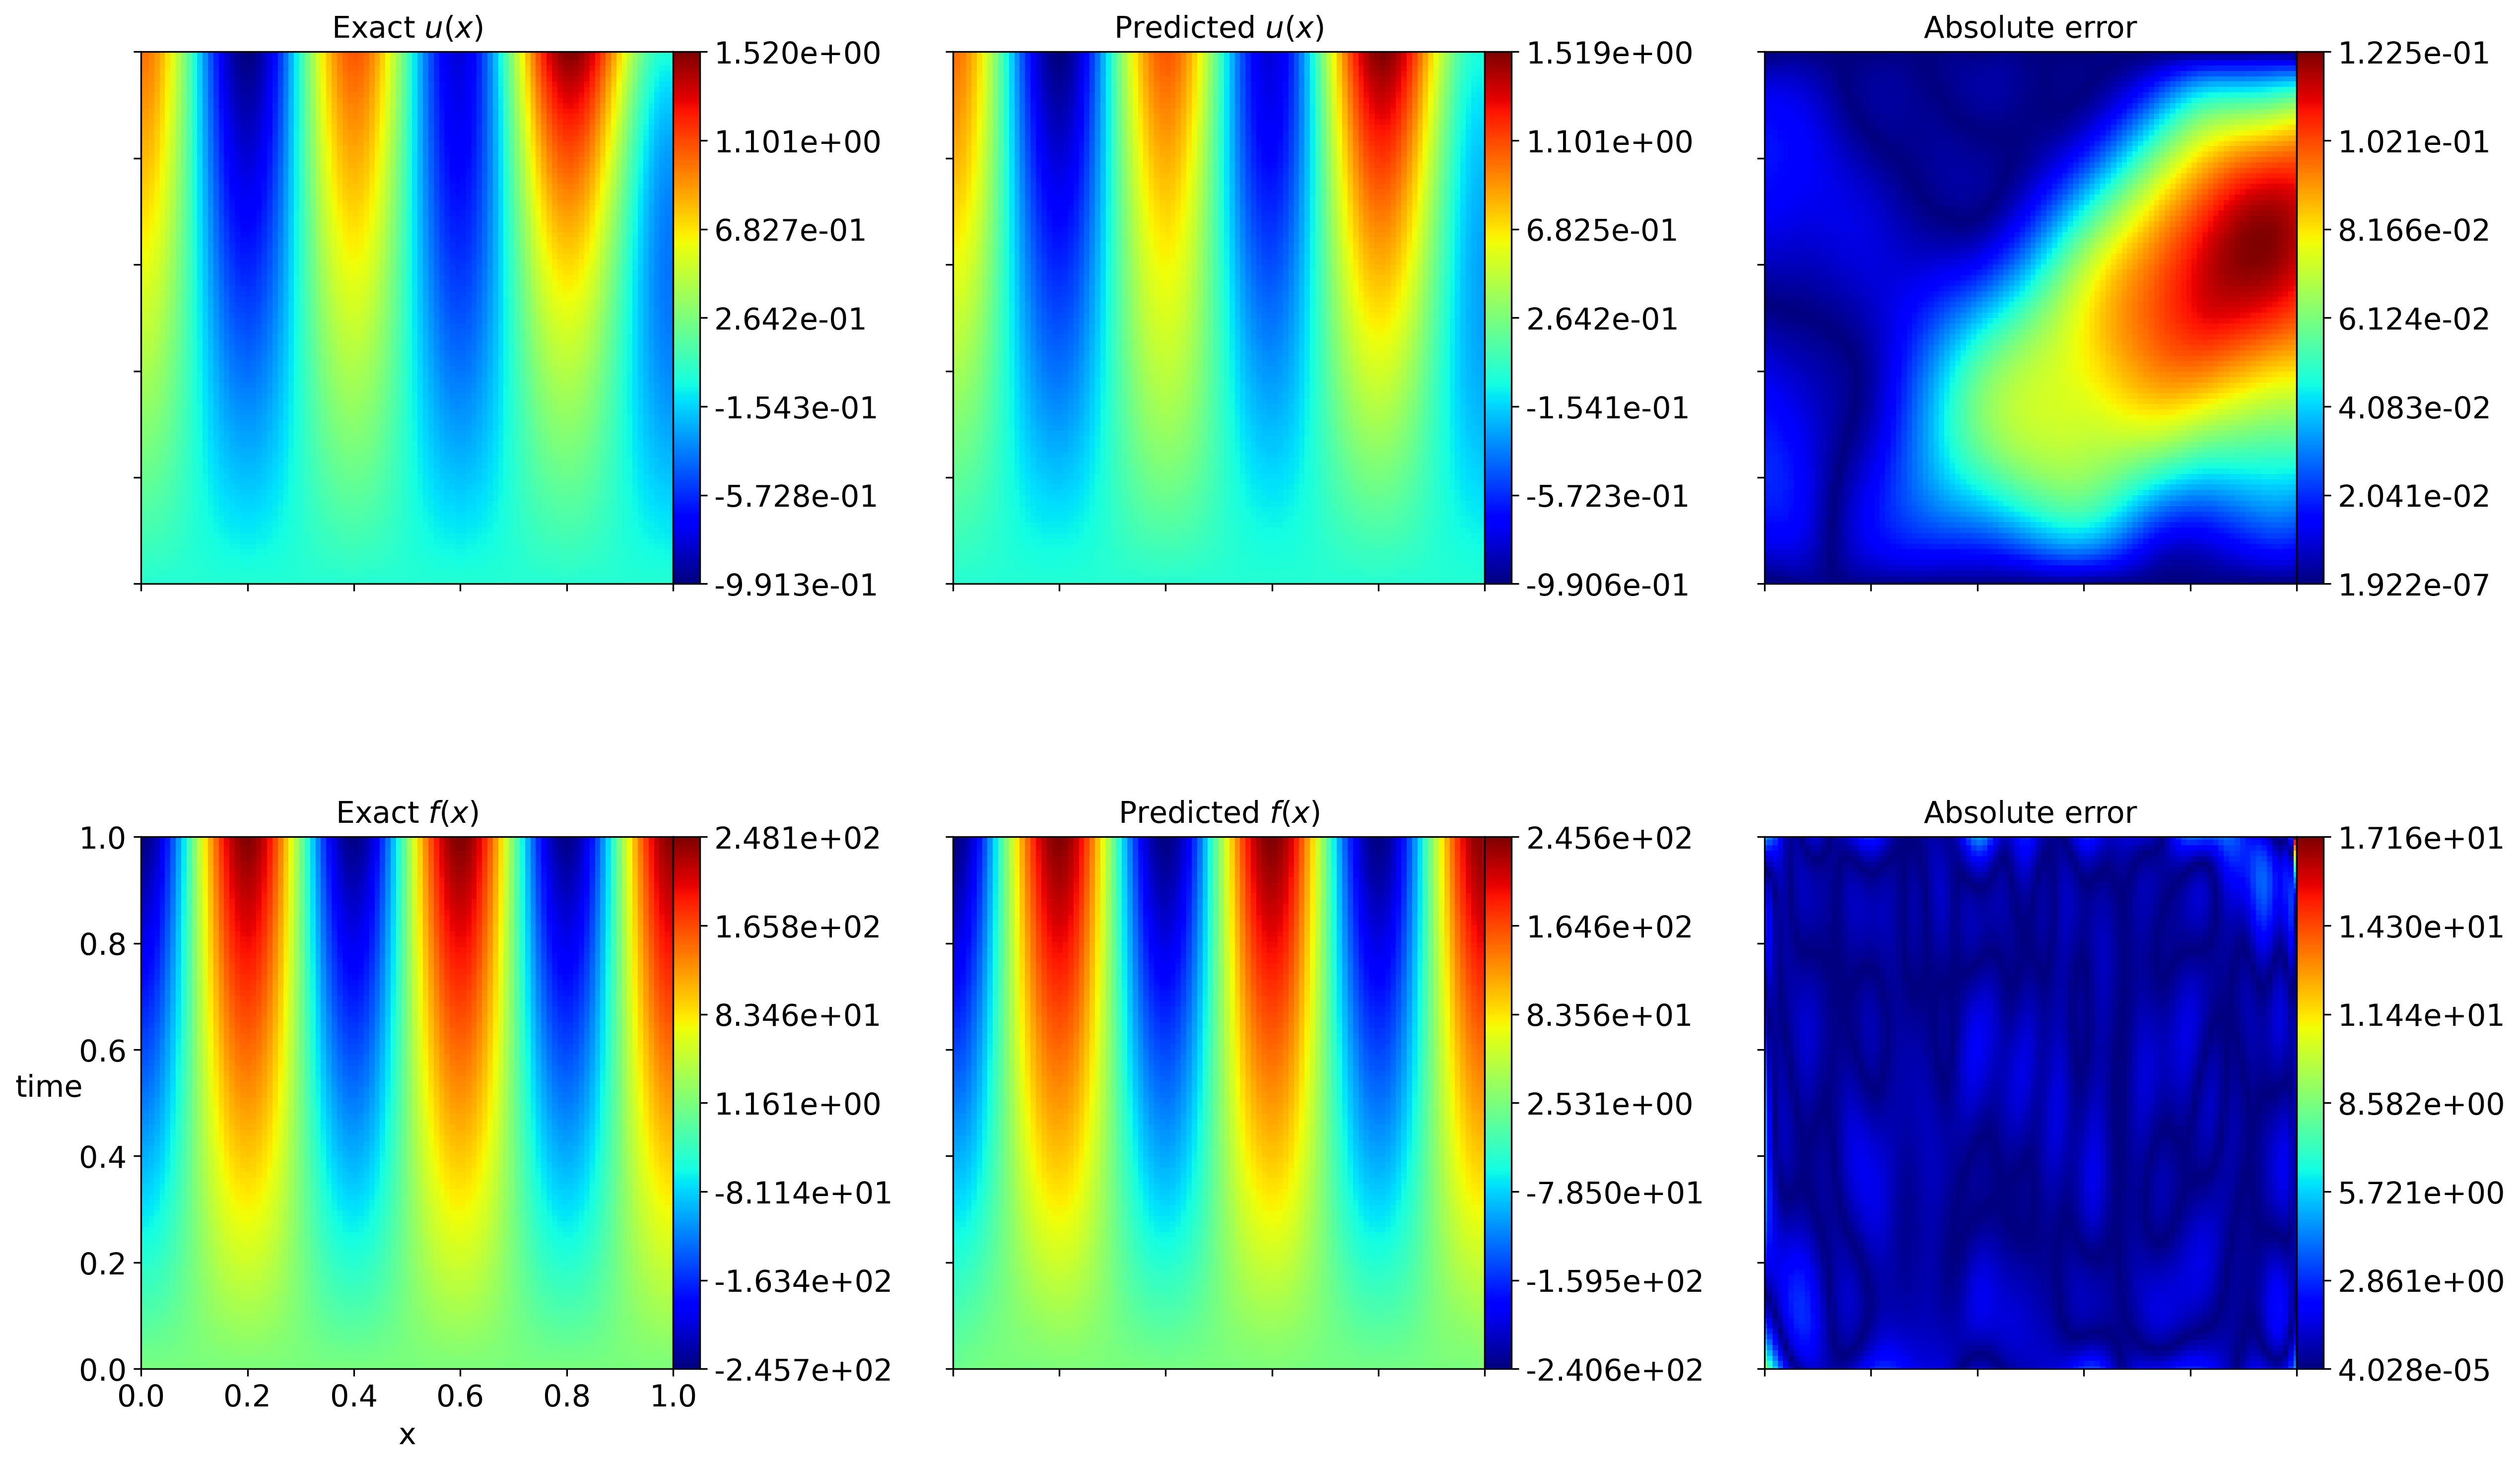 Exact u(x)
1.520e+00
1.101e+00
6.827e-01
2.642e-01
-1.543e-01
-5.728e-01
-9.913e-01
Predicted u(x)
1.519e+00
1.101e+00
6.825e-01
2.642e-01
-1.541e-01
-5.723e-01
-9.906e-01
Absolute error
1.225e-01
1.021e-01
8.166e-02
6.124e-02
4.083e-02
2.041e-02
1.922e-07
Exact f(x)
time
1.0
0.8
0.6
0.4
0.2
0.0
0.0 0.2 0.4 0.6 0.8 1.0
x
2.481e+02
1.658e+02
8.346e+01
1.161e+00
-8.114e+01
-1.634e+02
-2.457e+02
Predicted f(x)
2.456e+02
1.646e+02
8.356e+01
2.531e+00
-7.850e+01
-1.595e+02
-2.406e+02
Absolute error
1.716e+01
1.430e+01
1.144e+01
8.582e+00
5.721e+00
2.861e+00
4.028e-05